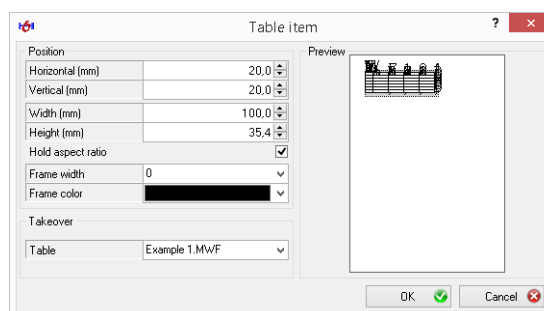 Table item
?
Position
Horizontal (mm) 20,0
Vertical (mm) 20,0
Width (mm) 100,0
Height (mm) 35,4
Hold aspect ratio
Frame width 0
Frame color
Takeover
Table Example 1.MWF
Preview
OK Cancel